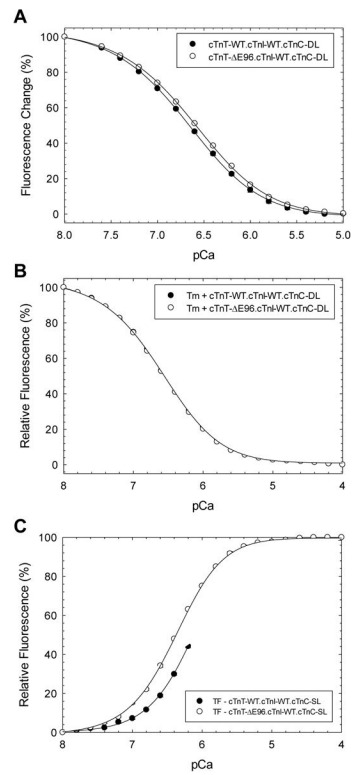 A
cTnT-WT.cTnI-WT.cTnC-DL
cTnT-ΔE96.cTnI-WT.cTnC-DL
Fluorescence Change (%)
100
80
60
40
20
0
8.0 7.5 7.0 6.5 6.0 5.5 5.0
pCa
B
Tm + cTnT-WT.cTnI-WT.cTnC-DL
Tm + cTnT-ΔE96.cTnI-WT.cTnC-DL
Relative Fluorescence (%)
100
80
60
40
20
0
8 7 6 5 4
pCa
C
Relative Fluorescence (%)
100
80
60
40
20
0
TF - cTnT-WT.cTnI-WT.cTnC-SL
TF - cTnT-ΔE96.cTnI-WT.cTnC-SL
8 7 6 5 4
pCa